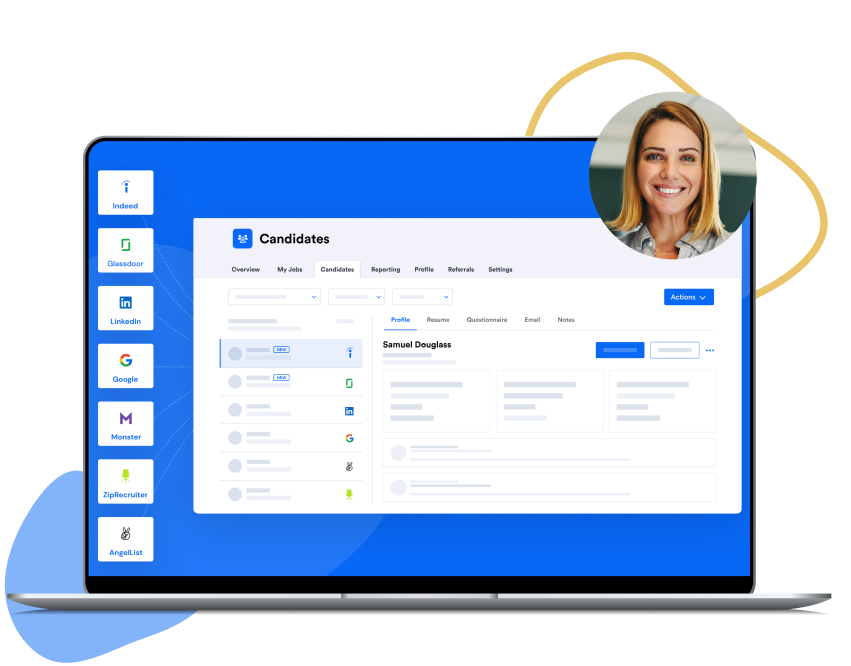 Indeed
Glassdoor
LinkedIn
Google
Monster
ZipRecruiter
AngelList
Candidates
Overview My Jobs Candidates Reporting Profile Referrals Settings
Actions
Profile Resume Questionnaire Email Notes
Samuel Douglass
NEW
NEW